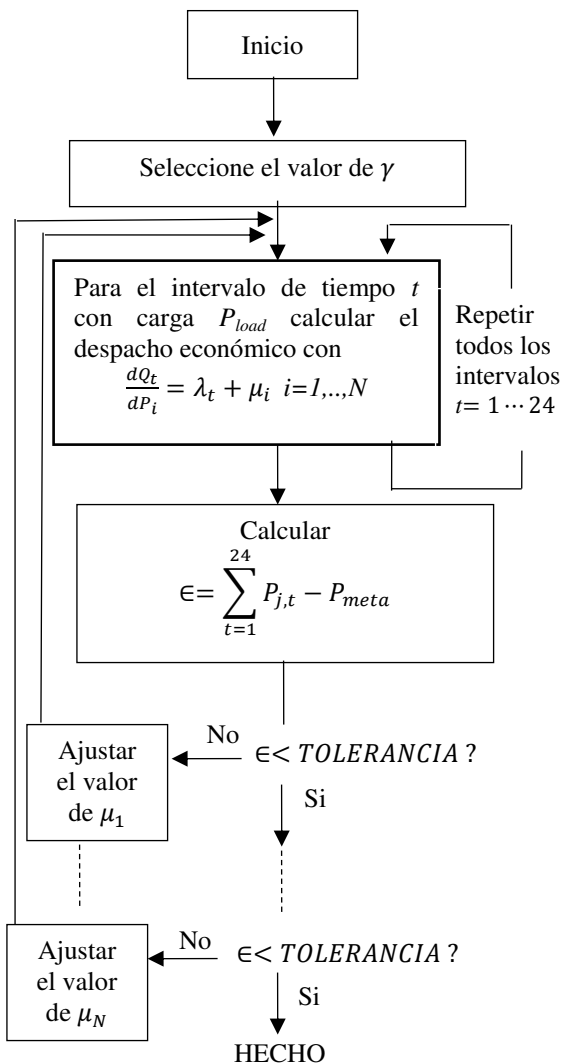 Inicio
Seleccione el valor de γ
Para el intervalo de tiempo t
con carga P_load calcular el
despacho económico con
dQ_t/dP_i = λ_t + μ_i i=1,..,N
Repetir
todos los
intervalos
t= 1 ⋯ 24
Calcular
∈= ∑_{t=1}^{24} P_{j,t} − P_meta
Ajustar
el valor
de μ_1
No
∈< TOLERANCIA ?
Si
Ajustar
el valor
de μ_N
No
∈< TOLERANCIA ?
Si
HECHO